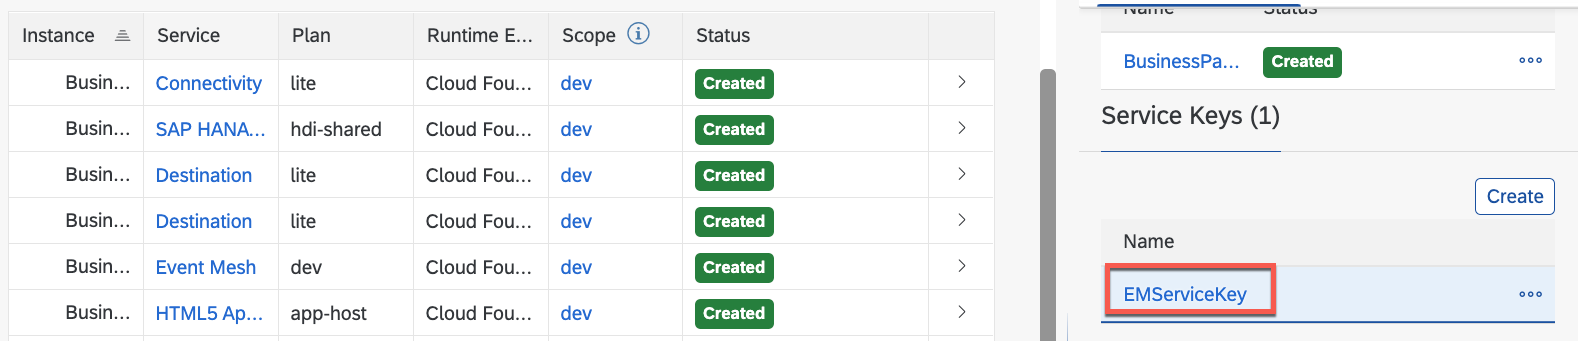 Instance Service Plan Runtime E... Scope Status
Busin... Connectivity lite Cloud Fou... dev Created
Busin... SAP HANA... hdi-shared Cloud Fou... dev Created
Busin... Destination lite Cloud Fou... dev Created
Busin... Destination lite Cloud Fou... dev Created
Busin... Event Mesh dev Cloud Fou... dev Created
Busin... HTML5 Ap... app-host Cloud Fou... dev Created
Name Status
BusinessPa... Created
Service Keys (1)
Create
Name
EMServiceKey